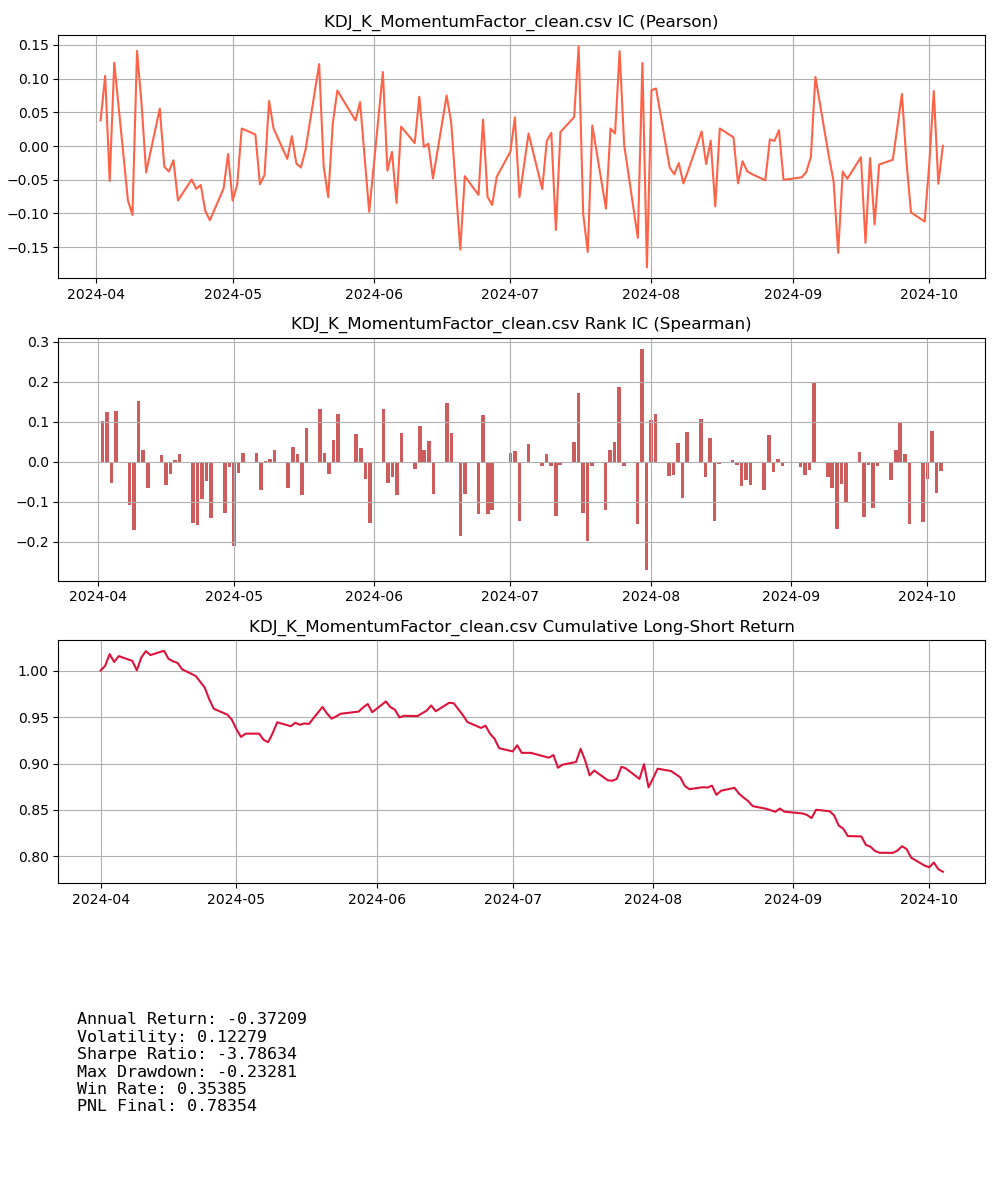 KDJ_K_MomentumFactor_clean.csv IC (Pearson)
0.15
0.10
0.05
0.00
−0.05
−0.10
−0.15
2024-04 2024-05 2024-06 2024-07 2024-08 2024-09 2024-10
KDJ_K_MomentumFactor_clean.csv Rank IC (Spearman)
0.3
0.2
0.1
0.0
−0.1
−0.2
2024-04 2024-05 2024-06 2024-07 2024-08 2024-09 2024-10
KDJ_K_MomentumFactor_clean.csv Cumulative Long-Short Return
1.00
0.95
0.90
0.85
0.80
2024-04 2024-05 2024-06 2024-07 2024-08 2024-09 2024-10
Annual Return: -0.37209
Volatility: 0.12279
Sharpe Ratio: -3.78634
Max Drawdown: -0.23281
Win Rate: 0.35385
PNL Final: 0.78354